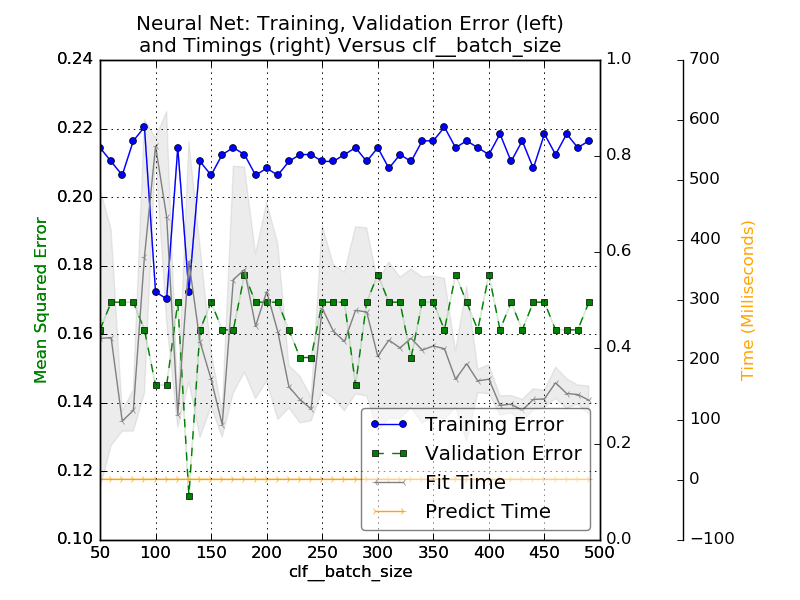 Neural Net: Training, Validation Error (left)
and Timings (right) Versus clf__batch_size
0.24
0.22
0.20
0.18
0.16
0.14
0.12
0.10
Mean Squared Error
1.0
0.8
0.6
0.4
0.2
0.0
700
600
500
400
300
200
100
0
−100
Time (Milliseconds)
Training Error
Validation Error
Fit Time
Predict Time
50 100 150 200 250 300 350 400 450 500
clf__batch_size